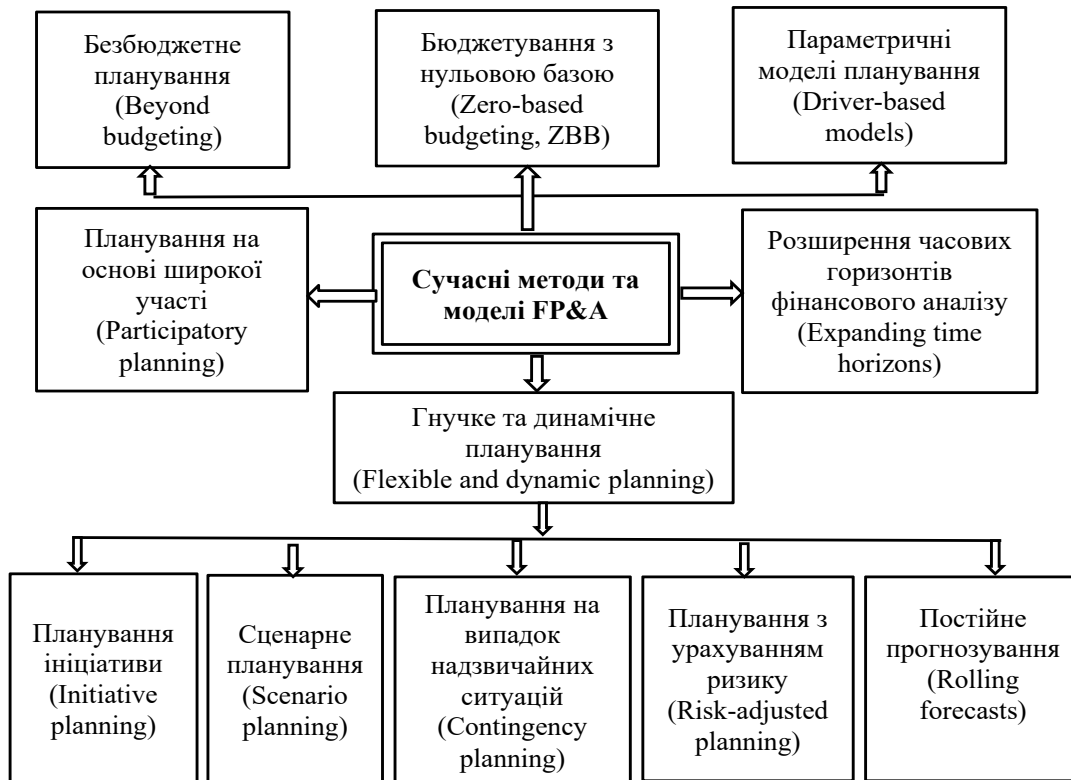 Безбюджетне
планування
(Beyond
budgeting)
Бюджетування з
нульовою базою
(Zero-based
budgeting, ZBB)
Параметричні
моделі планування
(Driver-based
models)
Планування на
основі широкої
участі
(Participatory
planning)
Сучасні методи та
моделі FP&A
Розширення часових
горизонтів
фінансового аналізу
(Expanding time
horizons)
Гнучке та динамічне
планування
(Flexible and dynamic planning)
Планування
ініціативи
(Initiative
planning)
Сценарне
планування
(Scenario
planning)
Планування на
випадок
надзвичайних
ситуацій
(Contingency
planning)
Планування з
урахуванням
ризику
(Risk-adjusted
planning)
Постійне
прогнозування
(Rolling
forecasts)